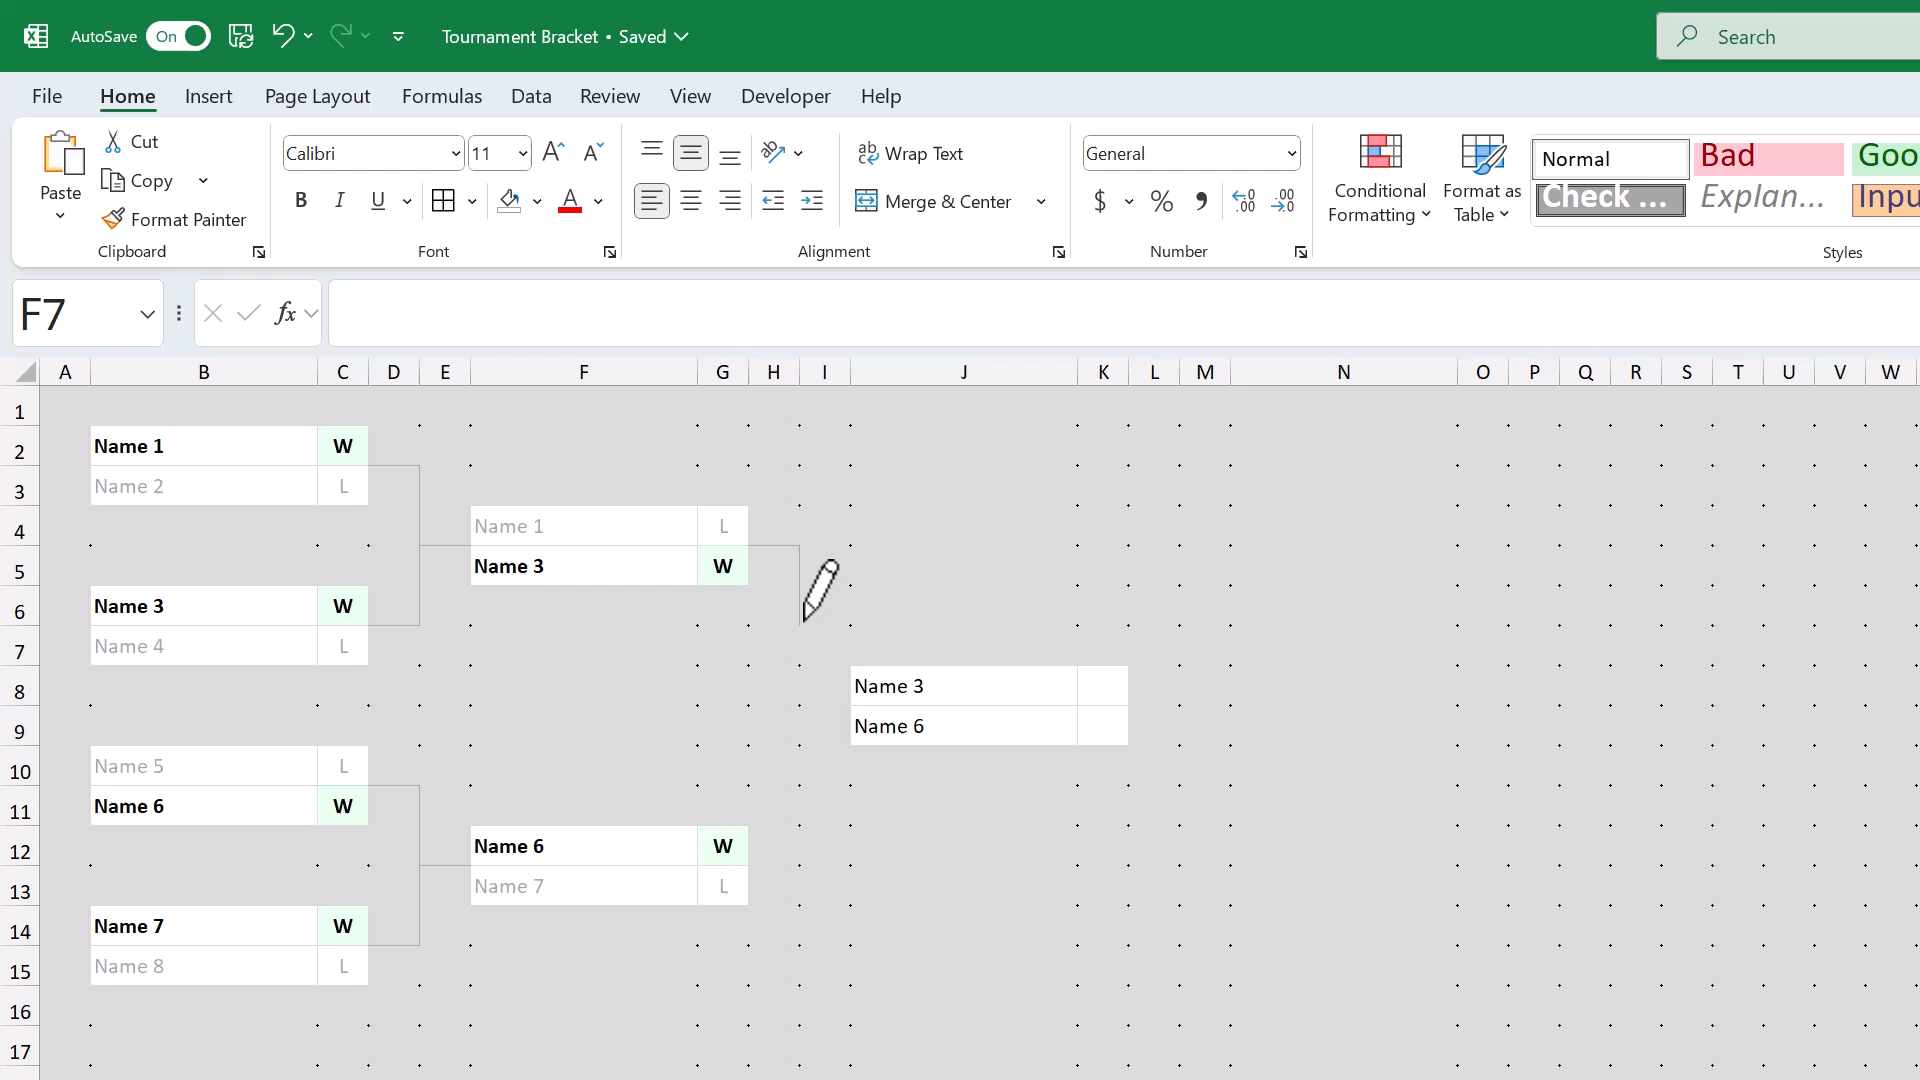 AutoSave On Tournament Bracket • Saved Search
File Home Insert Page Layout Formulas Data Review View Developer Help
Paste
Cut
Copy
Format Painter
Clipboard
Calibri 11
B I U A
Font
ab Wrap Text
Merge & Center
Alignment
General
$ % 9 .00 .00
Number
Conditional Formatting
Format as Table
Normal Bad Goo
Check ... Explan... Inpu
Styles
F7 fx
A B C D E F G H I J K L M N O P Q R S T U V W
1
2 Name 1 W
3 Name 2 L
4 Name 1 L
5 Name 3 W
6 Name 3 W
7 Name 4 L
8 Name 3
9 Name 6
10 Name 5 L
11 Name 6 W
12 Name 6 W
13 Name 7 L
14 Name 7 W
15 Name 8 L
16
17